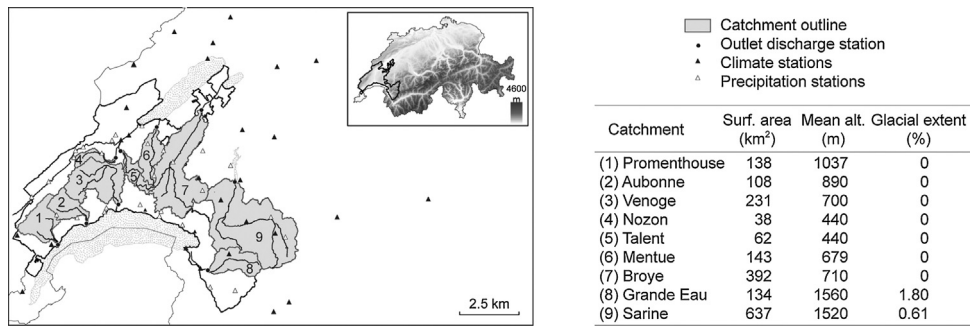 4600
1
2
3
4
5
6
7
8
9
2.5 km
Catchment outline
Outlet discharge station
Climate stations
Precipitation stations
Catchment Surf. area (km²) Mean alt. (m) Glacial extent (%)
(1) Promenthouse 138 1037 0
(2) Aubonne 108 890 0
(3) Venoge 231 700 0
(4) Nozon 38 440 0
(5) Talent 62 440 0
(6) Mentue 143 679 0
(7) Broye 392 710 0
(8) Grande Eau 134 1560 1.80
(9) Sarine 637 1520 0.61